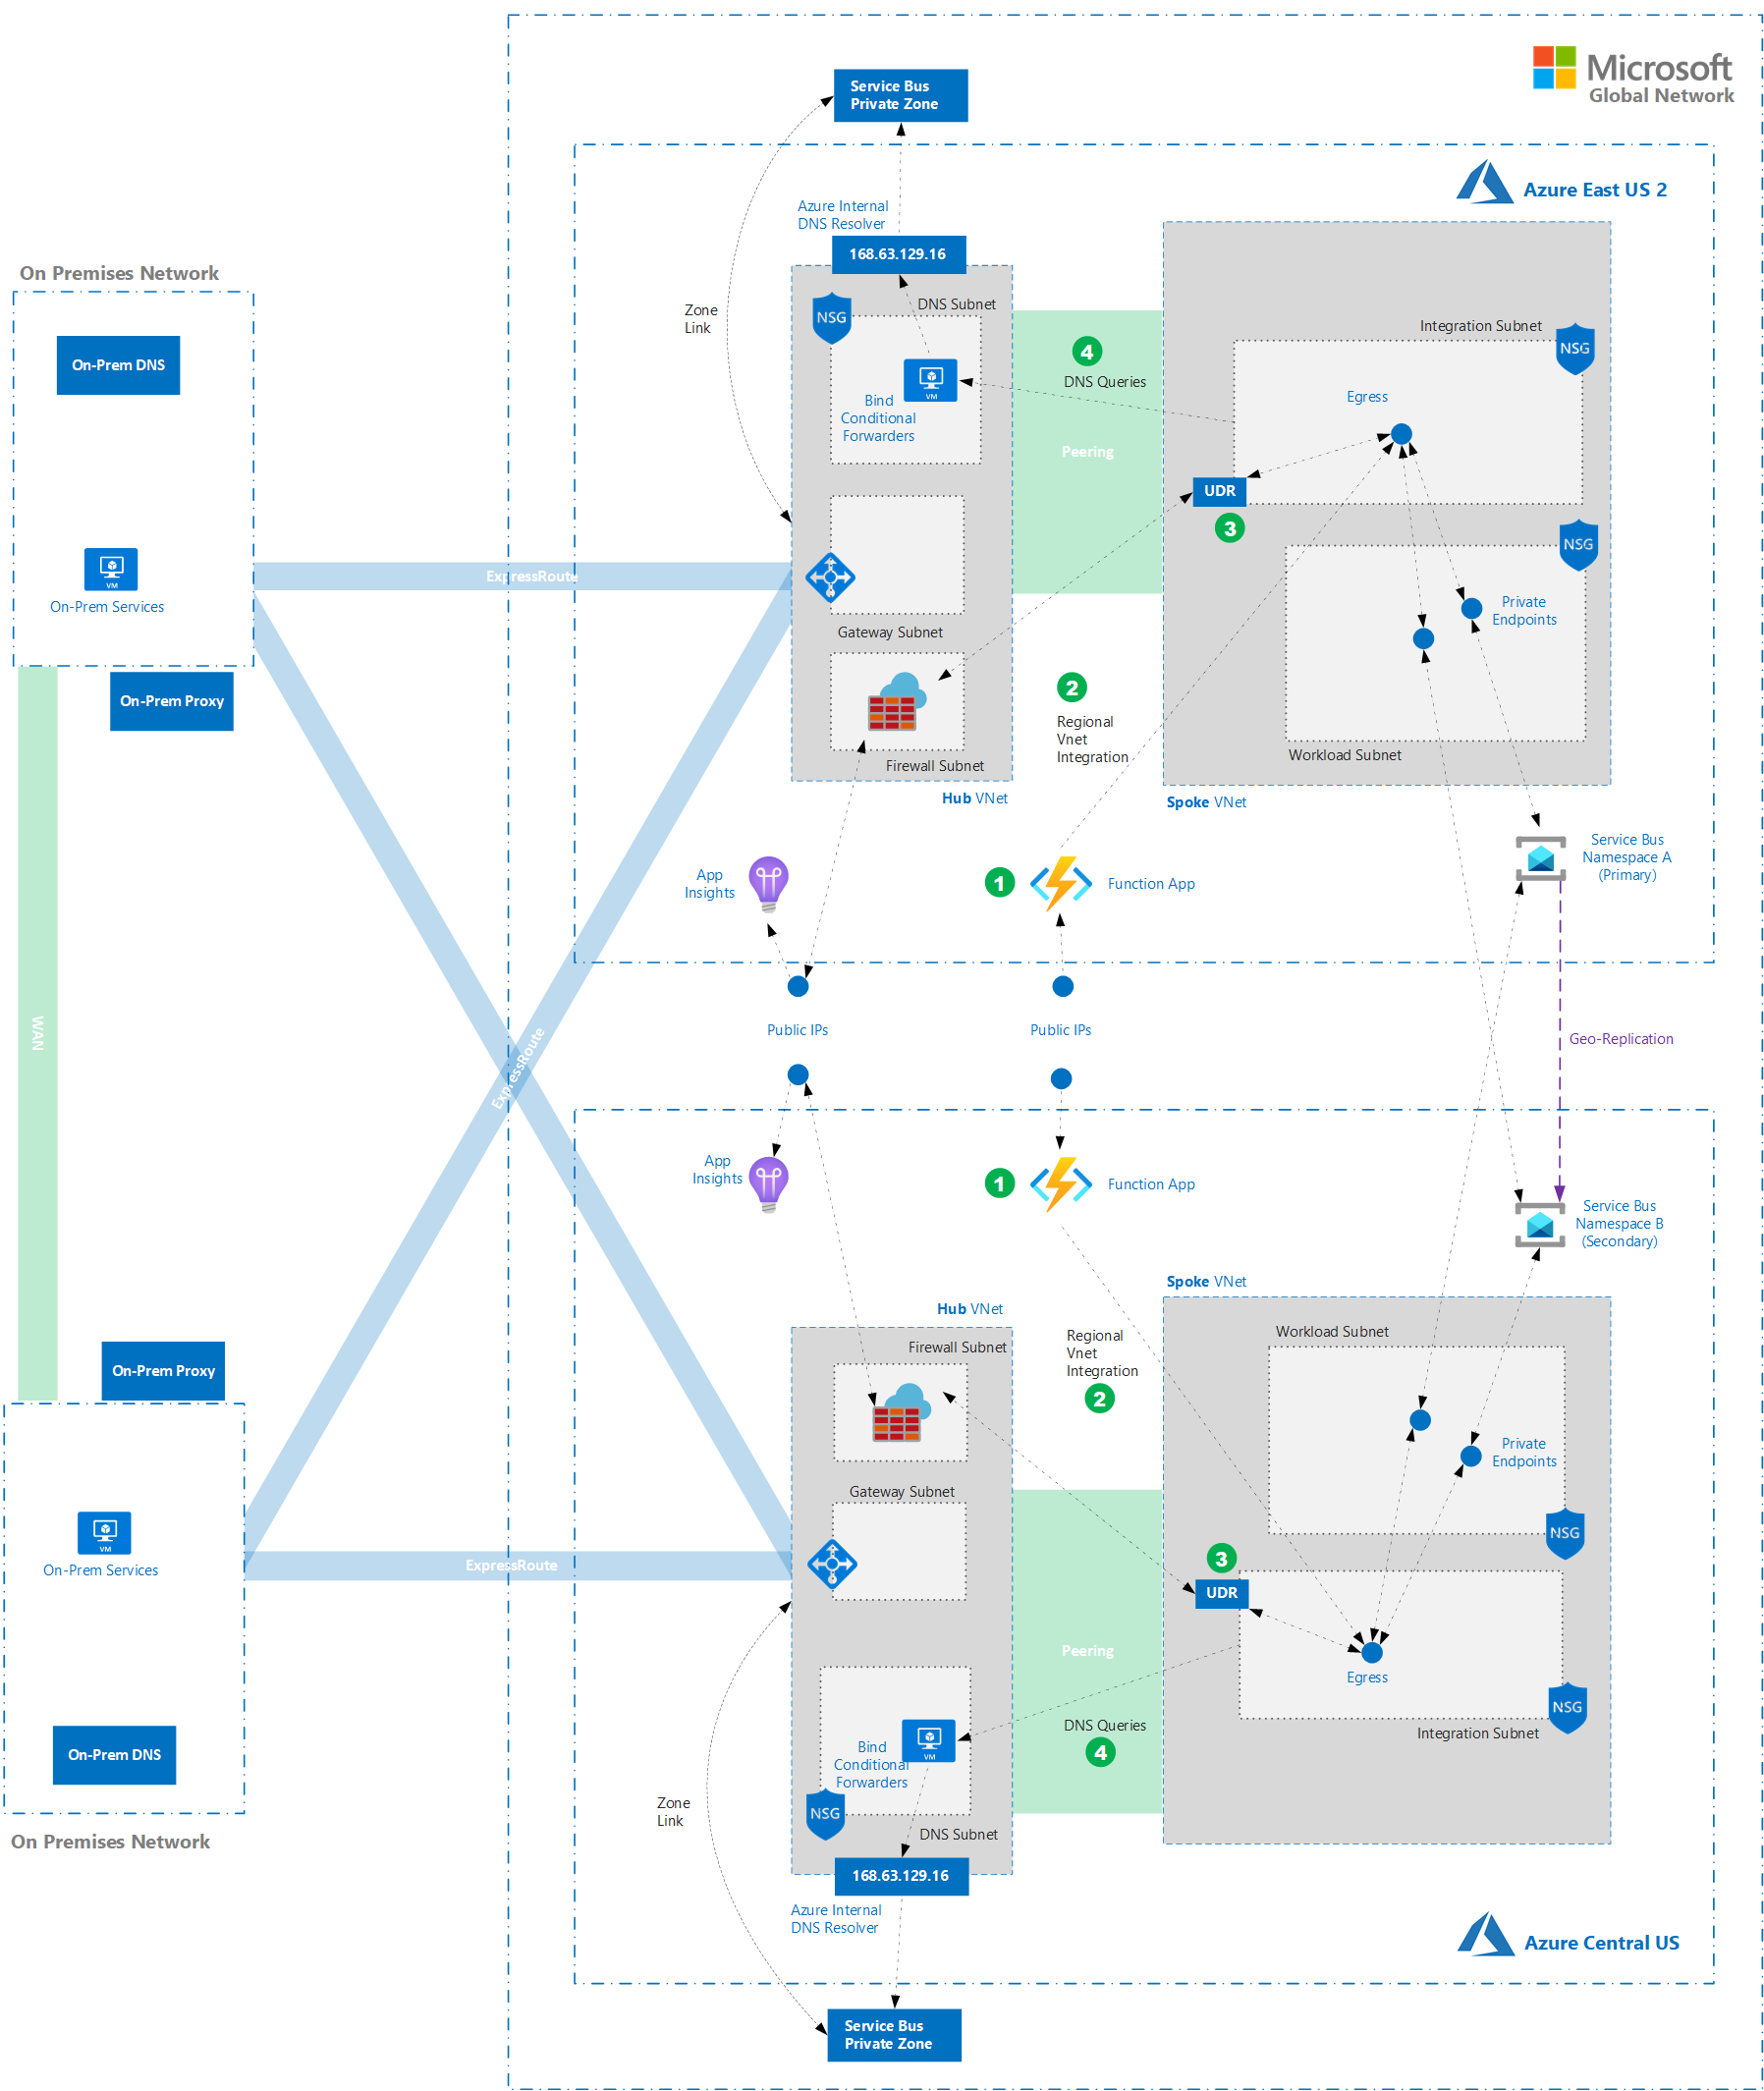 Microsoft
Global Network
Service Bus
Private Zone
Azure East US 2
Azure Internal
DNS Resolver
168.63.129.16
On Premises Network
On-Prem DNS
VM
On-Prem Services
On-Prem Proxy
Zone
Link
NSG
DNS Subnet
VM
Bind
Conditional
Forwarders
4
DNS Queries
Peering
Integration Subnet
NSG
Egress
UDR
3
NSG
ExpressRoute
Gateway Subnet
Private
Endpoints
2
Regional
Vnet
Integration
Firewall Subnet
Workload Subnet
Hub VNet
Spoke VNet
App
Insights
1
Function App
Service Bus
Namespace A
(Primary)
Public IPs
Public IPs
WAN
ExpressRoute
Geo-Replication
App
Insights
1
Function App
Service Bus
Namespace B
(Secondary)
Spoke VNet
Hub VNet
Firewall Subnet
Regional
Vnet
Integration
2
Workload Subnet
Private
Endpoints
NSG
On-Prem Proxy
VM
On-Prem Services
On-Prem DNS
On Premises Network
ExpressRoute
Gateway Subnet
3
UDR
Peering
Egress
NSG
Integration Subnet
DNS Queries
4
VM
Bind
Conditional
Forwarders
NSG
DNS Subnet
Zone
Link
168.63.129.16
Azure Internal
DNS Resolver
Azure Central US
Service Bus
Private Zone